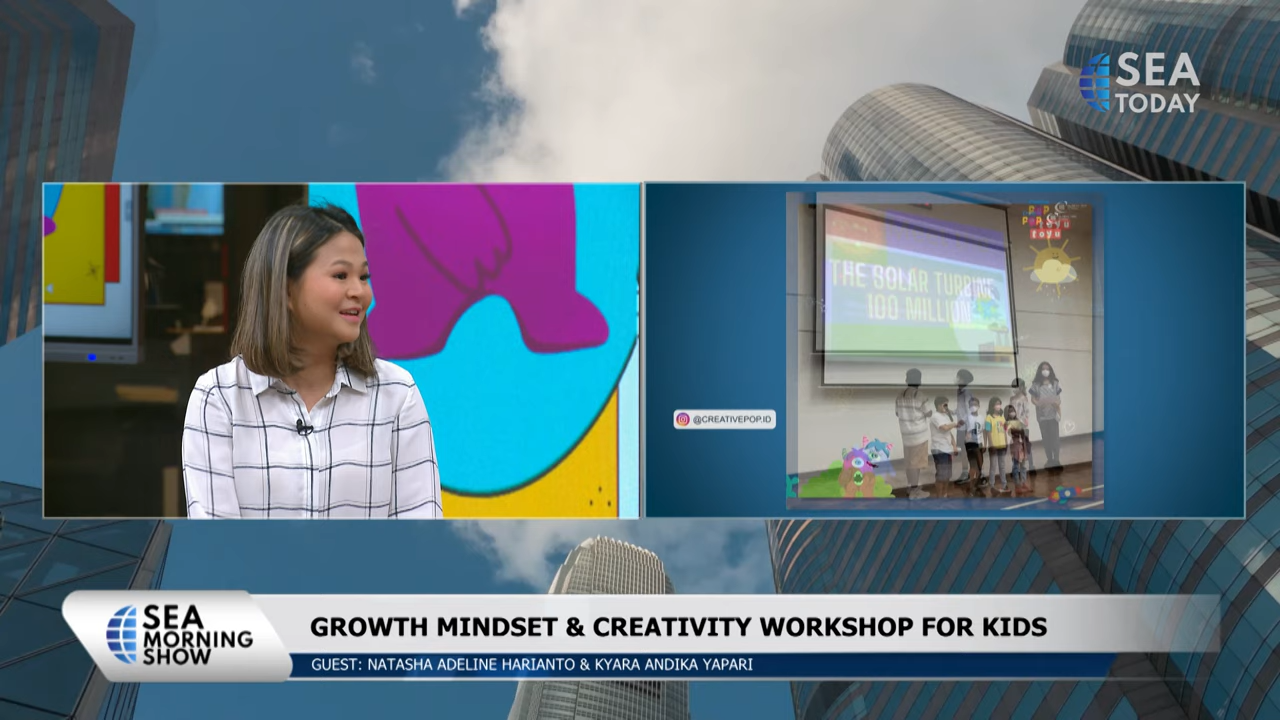 SEA
TODAY
THE SOLAR TURBINE
100 MILLION
@CREATIVEPOP.ID
SEA
MORNING
SHOW
GROWTH MINDSET & CREATIVITY WORKSHOP FOR KIDS
GUEST: NATASHA ADELINE HARIANTO & KYARA ANDIKA YAPARI